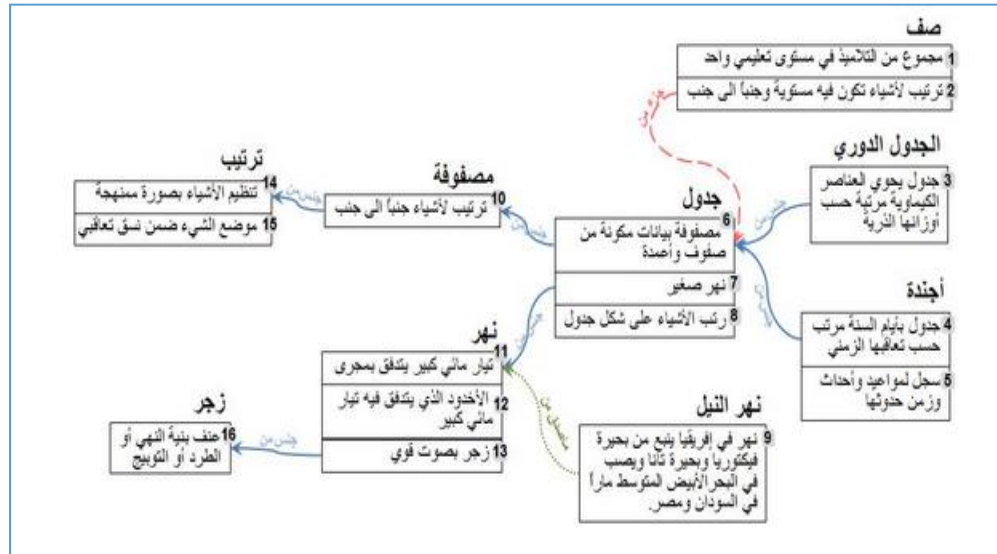 صف
1 مجموع من التلاميذ في مستوى تعليمي واحد
2 ترتيب لأشياء تكون فيه مستوية وجنباً الى جنب
جزء من
الجدول الدوري
3 جدول يحوي العناصر
الكيماوية مرتبة حسب
أوزانها الذرية
جنس من
أجندة
4 جدول بأيام السنة مرتب
حسب تعاقبها الزمني
5 سجل لمواعيد وأحداث
وزمن حدوثها
جنس من
جدول
6 مصفوفة بيانات مكونة من
صفوف وأعمدة
7 نهر صغير
8 رتب الأشياء على شكل جدول
جنس من
مصفوفة
10 ترتيب لأشياء جنباً الى جنب
جنس من
ترتيب
14 تنظيم الأشياء بصورة ممنهجة
15 موضع الشيء ضمن نسق تعاقبي
جنس من
نهر
11 تيار مائي كبير يتدفق بمجرى
12 الأخدود الذي يتدفق فيه تيار
مائي كبير
13 زجر بصوت قوي
نهر النيل
9 نهر في إفريقيا ينبع من بحيرة
فيكتوريا وبحيرة تانا ويصب
في البحر الأبيض المتوسط ماراً
في السودان ومصر.
جنس من
زجر
16 عنف بنية النهي أو
الطرد أو التوبيخ